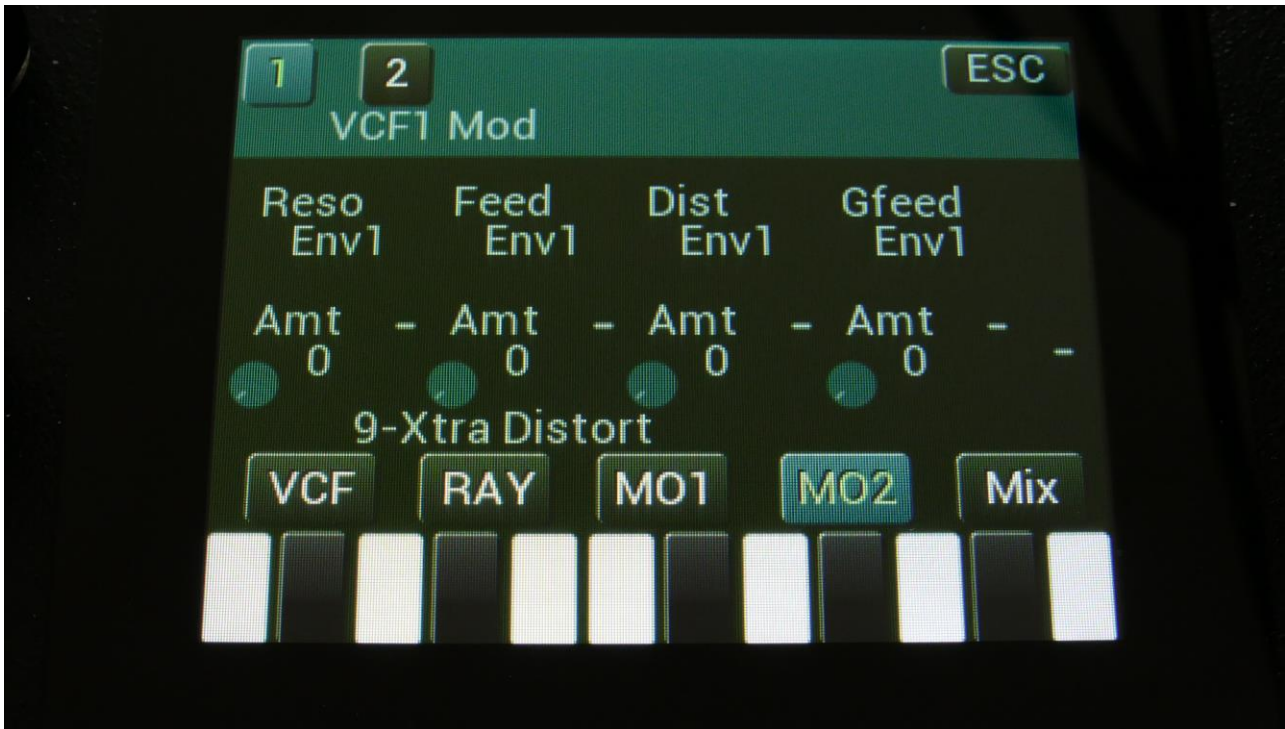 1 2 ESC
VCF1 Mod
Reso Feed Dist Gfeed
Env1 Env1 Env1 Env1
Amt - Amt - Amt - Amt -
0 0 0 0 -
9-Xtra Distort
VCF RAY MO1 MO2 Mix